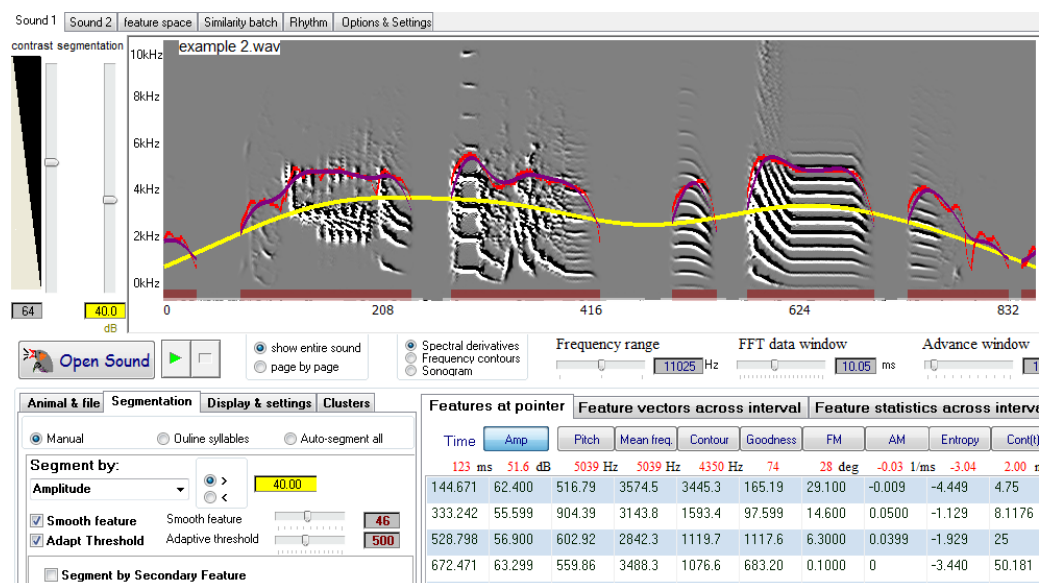 Sound 1 Sound 2 feature space Similarity batch Rhythm Options & Settings
contrast segmentation
example 2.wav
10kHz
8kHz
6kHz
4kHz
2kHz
0kHz
64 40.0
dB
0 208 416 624 832
Open Sound
show entire sound
page by page
Spectral derivatives
Frequency contours
Sonogram
Frequency range
11025 Hz
FFT data window
10.05 ms
Advance window
1
Animal & file Segmentation Display & settings Clusters
Manual Ouline syllables Auto-segment all
Segment by:
Amplitude
>
<
40.00
Smooth feature Smooth feature 46
Adapt Threshold Adaptive threshold 500
Segment by Secondary Feature
Features at pointer Feature vectors across interval Feature statistics across interva
Time Amp Pitch Mean freq. Contour Goodness FM AM Entropy Cont(t)
123 ms 51.6 dB 5039 Hz 5039 Hz 4350 Hz 74 28 deg -0.03 1/ms -3.04 2.00
144.671 62.400 516.79 3574.5 3445.3 165.19 29.100 -0.009 -4.449 4.75
333.242 55.599 904.39 3143.8 1593.4 97.599 14.600 0.0500 -1.129 8.1176
528.798 56.900 602.92 2842.3 1119.7 1117.6 6.3000 0.0399 -1.929 25
672.471 63.299 559.86 3488.3 1076.6 683.20 0.1000 0 -3.440 50.181